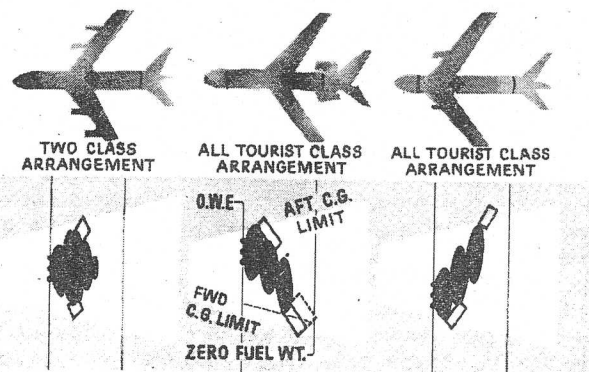 TWO CLASS
ARRANGEMENT
ALL TOURIST CLASS
ARRANGEMENT
ALL TOURIST CLASS
ARRANGEMENT
O.W.E
AFT, C.G.
LIMIT
FWD
C.G. LIMIT
ZERO FUEL WT.